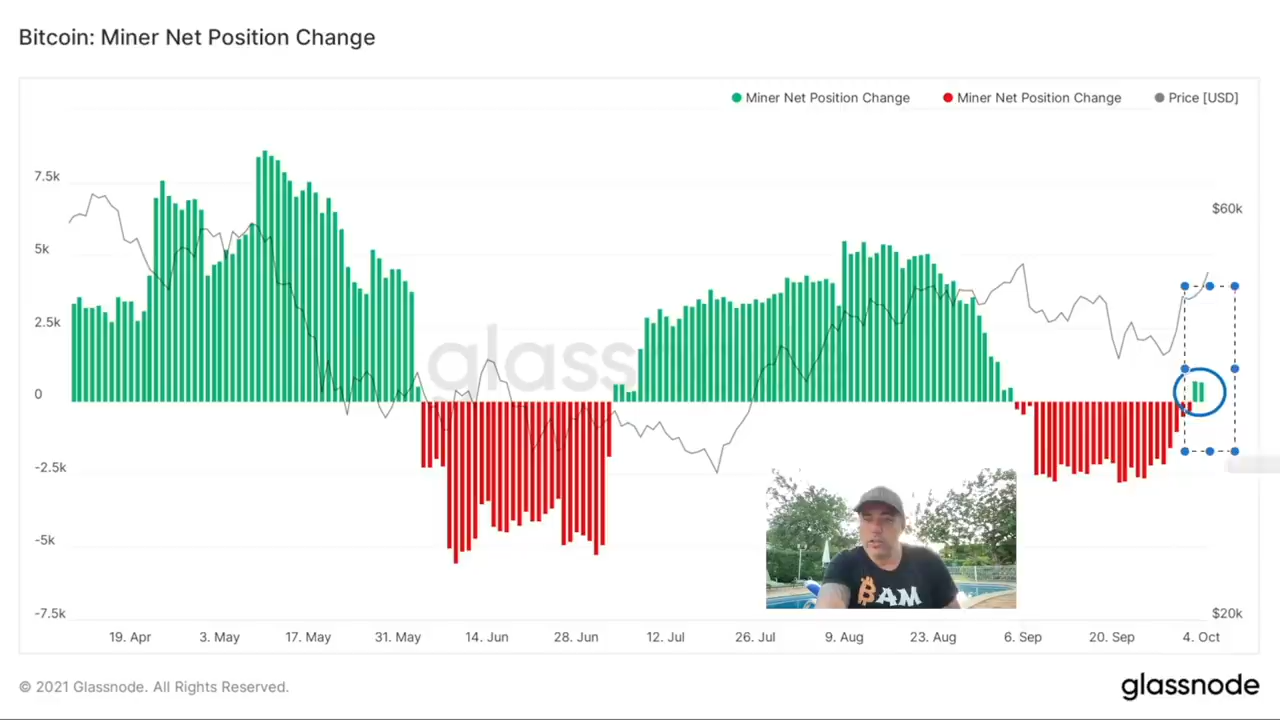 Bitcoin: Miner Net Position Change
Miner Net Position Change Miner Net Position Change Price [USD]
7.5k
$60k
5k
2.5k
glassnode
0
-2.5k
BAM
-5k
-7.5k
$20k
19. Apr 3. May 17. May 31. May 14. Jun 28. Jun 12. Jul 26. Jul 9. Aug 23. Aug 6. Sep 20. Sep 4. Oct
© 2021 Glassnode. All Rights Reserved.
glassnode